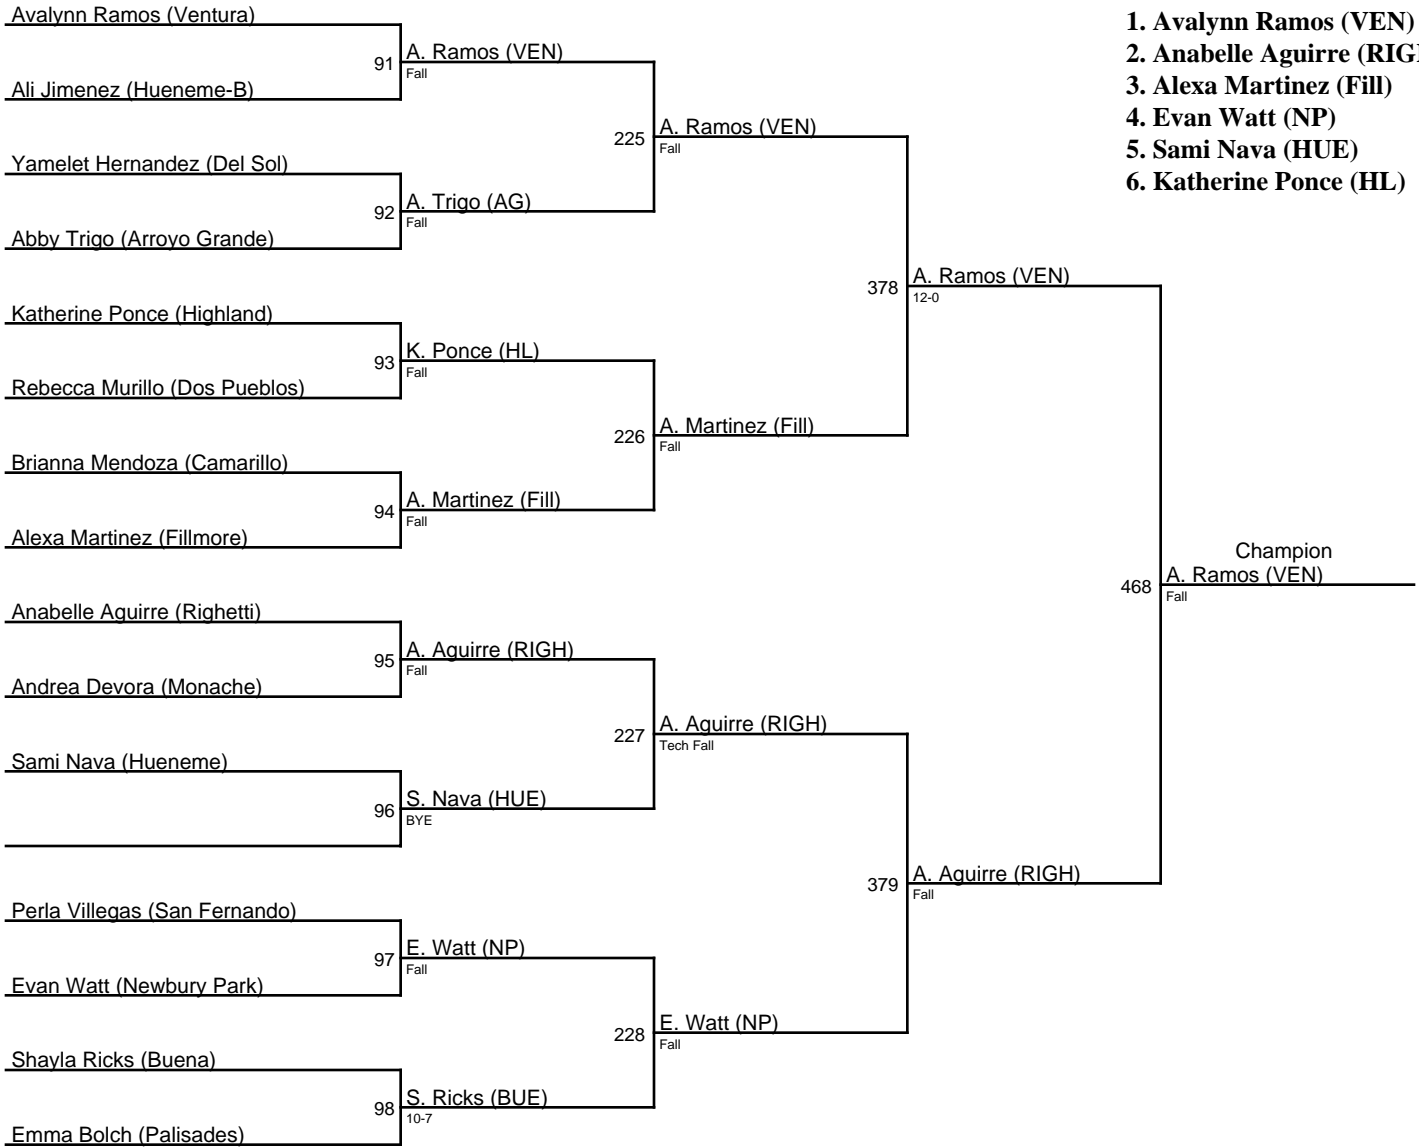 Avalynn Ramos (Ventura)
91
A. Ramos (VEN)
Fall
Ali Jimenez (Hueneme-B)
225
A. Ramos (VEN)
Fall
Yamelet Hernandez (Del Sol)
92
A. Trigo (AG)
Fall
Abby Trigo (Arroyo Grande)
378
A. Ramos (VEN)
12-0
Katherine Ponce (Highland)
93
K. Ponce (HL)
Fall
Rebecca Murillo (Dos Pueblos)
226
A. Martinez (Fill)
Fall
Brianna Mendoza (Camarillo)
94
A. Martinez (Fill)
Fall
Alexa Martinez (Fillmore)
Champion
468
A. Ramos (VEN)
Fall
Anabelle Aguirre (Righetti)
95
A. Aguirre (RIGH)
Fall
Andrea Devora (Monache)
227
A. Aguirre (RIGH)
Tech Fall
Sami Nava (Hueneme)
96
S. Nava (HUE)
BYE
379
A. Aguirre (RIGH)
Fall
Perla Villegas (San Fernando)
97
E. Watt (NP)
Fall
Evan Watt (Newbury Park)
228
E. Watt (NP)
Fall
Shayla Ricks (Buena)
98
S. Ricks (BUE)
10-7
Emma Bolch (Palisades)
1. Avalynn Ramos (VEN)
2. Anabelle Aguirre (RIG
3. Alexa Martinez (Fill)
4. Evan Watt (NP)
5. Sami Nava (HUE)
6. Katherine Ponce (HL)